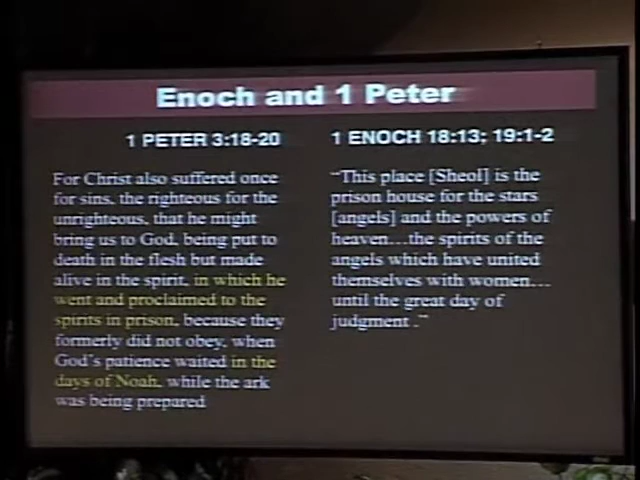 Enoch and 1 Peter
1 PETER 3:18-20
For Christ also suffered once
for sins, the righteous for the
unrighteous, that he might
bring us to God, being put to
death in the flesh but made
alive in the spirit, in which he
went and proclaimed to the
spirits in prison, because they
formerly did not obey, when
God's patience waited in the
days of Noah, while the ark
was being prepared
1 ENOCH 18:13; 19:1-2
"This place [Sheol] is the
prison house for the stars
[angels] and the powers of
heaven…the spirits of the
angels which have united
themselves with women…
until the great day of
judgment ."